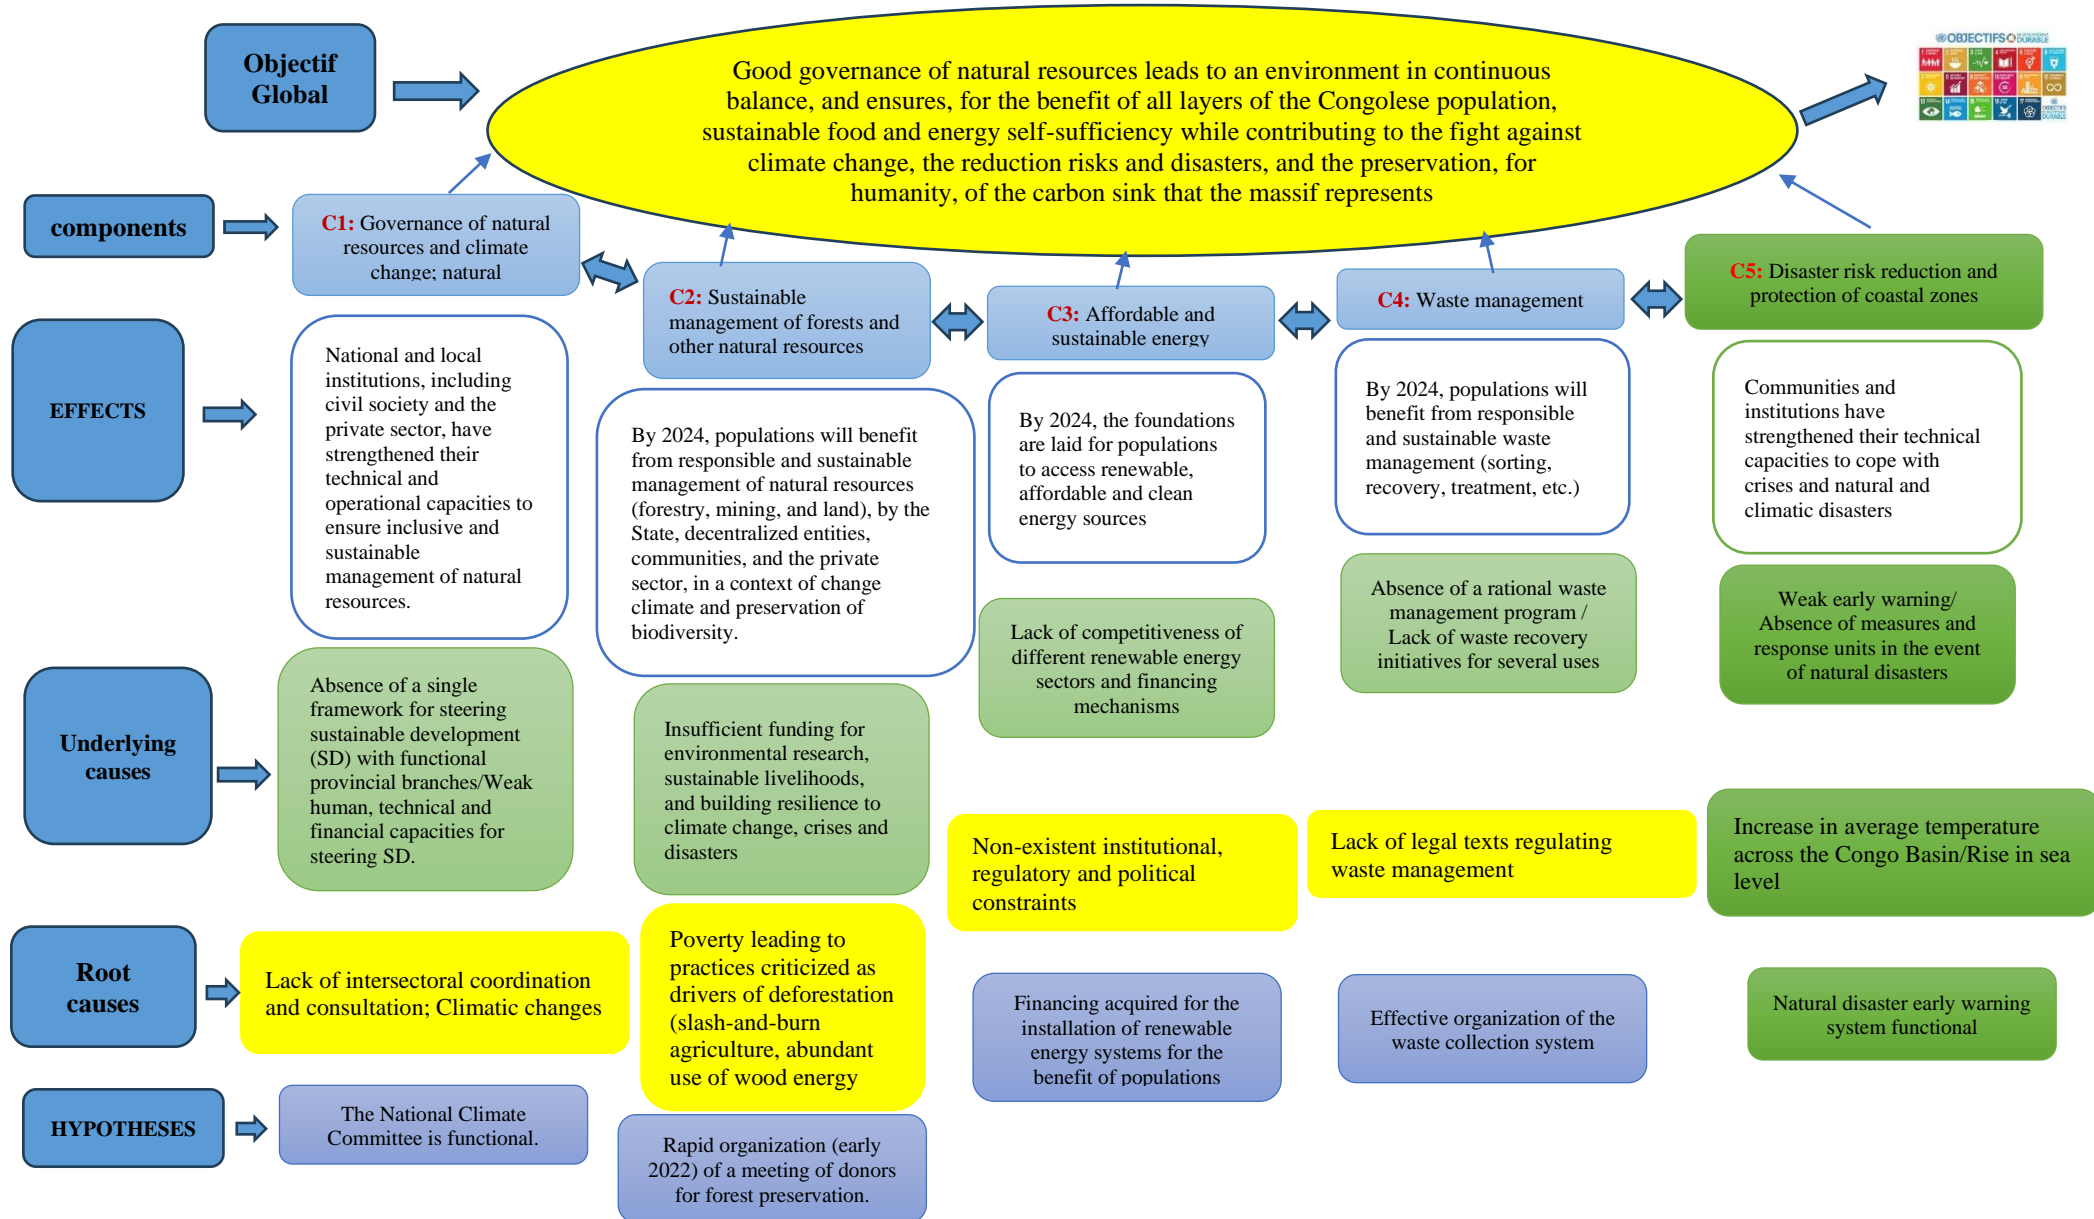 Objectif
Global
Good governance of natural resources leads to an environment in continuous
balance, and ensures, for the benefit of all layers of the Congolese population,
sustainable food and energy self-sufficiency while contributing to the fight against
climate change, the reduction risks and disasters, and the preservation, for
humanity, of the carbon sink that the massif represents
OBJECTIFS
DURABLE
components
C1: Governance of natural
resources and climate
change; natural
C2: Sustainable
management of forests and
other natural resources
C3: Affordable and
sustainable energy
C4: Waste management
C5: Disaster risk reduction and
protection of coastal zones
EFFECTS
National and local
institutions, including
civil society and the
private sector, have
strengthened their
technical and
operational capacities to
ensure inclusive and
sustainable
management of natural
resources.
By 2024, populations will benefit
from responsible and sustainable
management of natural resources
(forestry, mining, and land), by the
State, decentralized entities,
communities, and the private
sector, in a context of change
climate and preservation of
biodiversity.
By 2024, the foundations
are laid for populations
to access renewable,
affordable and clean
energy sources
By 2024, populations will
benefit from responsible
and sustainable waste
management (sorting,
recovery, treatment, etc.)
Communities and
institutions have
strengthened their technical
capacities to cope with
crises and natural and
climatic disasters
Underlying
causes
Absence of a single
framework for steering
sustainable development
(SD) with functional
provincial branches/Weak
human, technical and
financial capacities for
steering SD.
Insufficient funding for
environmental research,
sustainable livelihoods,
and building resilience to
climate change, crises and
disasters
Lack of competitiveness of
different renewable energy
sectors and financing
mechanisms
Absence of a rational waste
management program /
Lack of waste recovery
initiatives for several uses
Weak early warning/
Absence of measures and
response units in the event
of natural disasters
Root
causes
Lack of intersectoral coordination
and consultation; Climatic changes
Poverty leading to
practices criticized as
drivers of deforestation
(slash-and-burn
agriculture, abundant
use of wood energy
Non-existent institutional,
regulatory and political
constraints
Lack of legal texts regulating
waste management
Increase in average temperature
across the Congo Basin/Rise in sea
level
HYPOTHESES
The National Climate
Committee is functional.
Rapid organization (early
2022) of a meeting of donors
for forest preservation.
Financing acquired for the
installation of renewable
energy systems for the
benefit of populations
Effective organization of the
waste collection system
Natural disaster early warning
system functional